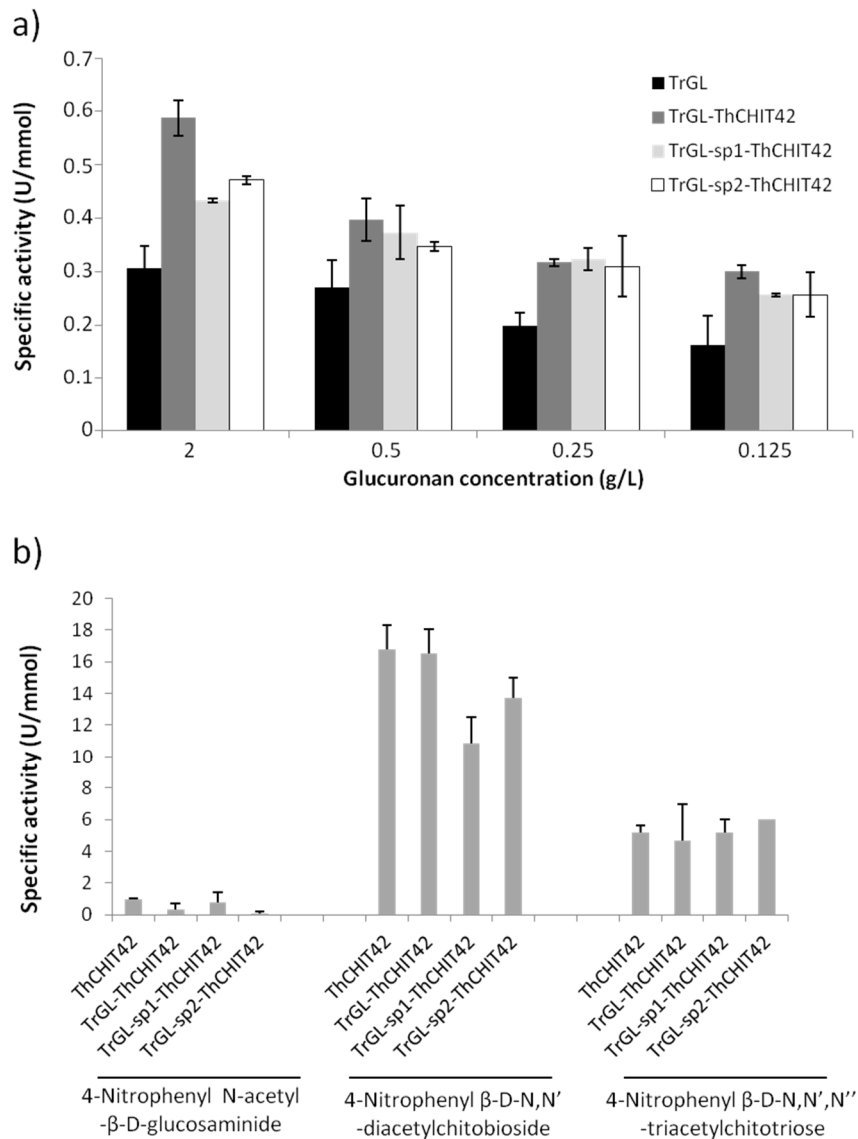 a)
Specific activity (U/mmol)
0.7
0.6
0.5
0.4
0.3
0.2
0.1
0
TrGL
TrGL-ThCHIT42
TrGL-sp1-ThCHIT42
TrGL-sp2-ThCHIT42
2 0.5 0.25 0.125
Glucuronan concentration (g/L)
b)
Specific activity (U/mmol)
20
18
16
14
12
10
8
6
4
2
0
ThCHIT42
TrGL-ThCHIT42
TrGL-sp1-ThCHIT42
TrGL-sp2-ThCHIT42
ThCHIT42
TrGL-ThCHIT42
TrGL-sp1-ThCHIT42
TrGL-sp2-ThCHIT42
ThCHIT42
TrGL-ThCHIT42
TrGL-sp1-ThCHIT42
TrGL-sp2-ThCHIT42
4-Nitrophenyl N-acetyl
-β-D-glucosaminide
4-Nitrophenyl β-D-N,N’
-diacetylchitobioside
4-Nitrophenyl β-D-N,N’,N’’
-triacetylchitotriose